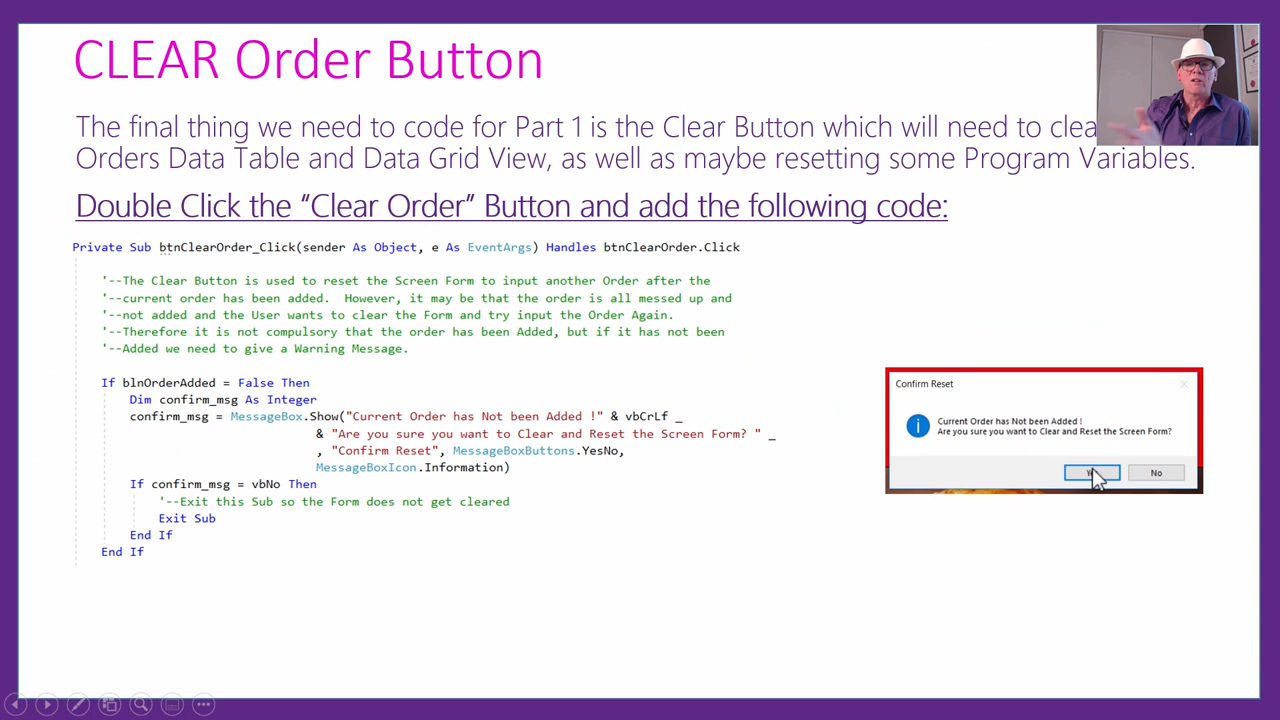 CLEAR Order Button
The final thing we need to code for Part 1 is the Clear Button which will need to
Orders Data Table and Data Grid View, as well as maybe resetting some Program Variables.
Double Click the “Clear Order” Button and add the following code:
Private Sub btnClearOrder_Click(sender As Object, e As EventArgs) Handles btnClearOrder.Click
'--The Clear Button is used to reset the Screen Form to input another Order after the
'--current order has been added.  However, it may be that the order is all messed up and
'--not added and the User wants to clear the Form and try input the Order Again.
'--Therefore it is not compulsory that the order has been Added, but if it has not been
'--Added we need to give a Warning Message.
If blnOrderAdded = False Then
Dim confirm_msg As Integer
confirm_msg = MessageBox.Show("Current Order has Not been Added !" & vbCrLf _
& "Are you sure you want to Clear and Reset the Screen Form? " _
, "Confirm Reset", MessageBoxButtons.YesNo,
MessageBoxIcon.Information)
If confirm_msg = vbNo Then
'--Exit this Sub so the Form does not get cleared
Exit Sub
End If
End If
Confirm Reset
Current Order has Not been Added !
Are you sure you want to Clear and Reset the Screen Form?
No